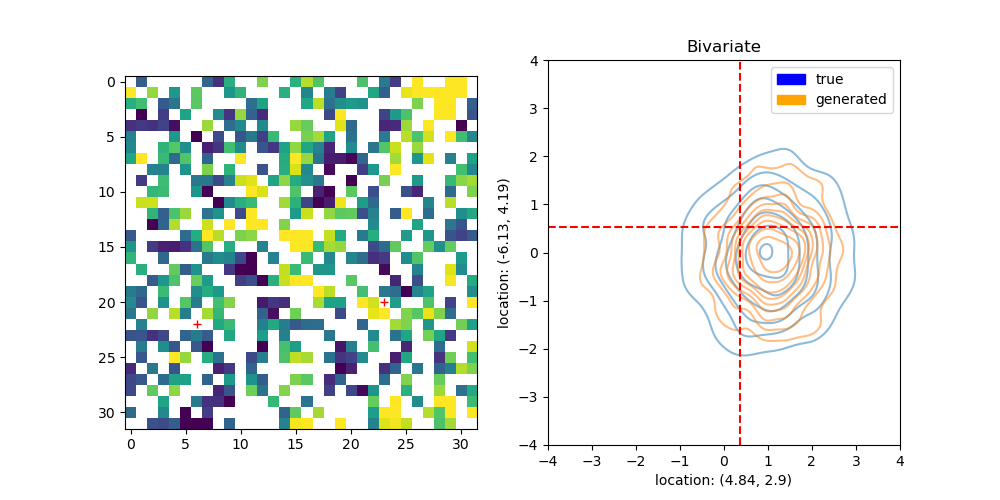 0
5
10
15
20
25
30
0 5 10 15 20 25 30
Bivariate
true
generated
4
3
2
1
0
−1
−2
−3
−4
−4 −3 −2 −1 0 1 2 3 4
location: (-6.13, 4.19)
location: (4.84, 2.9)